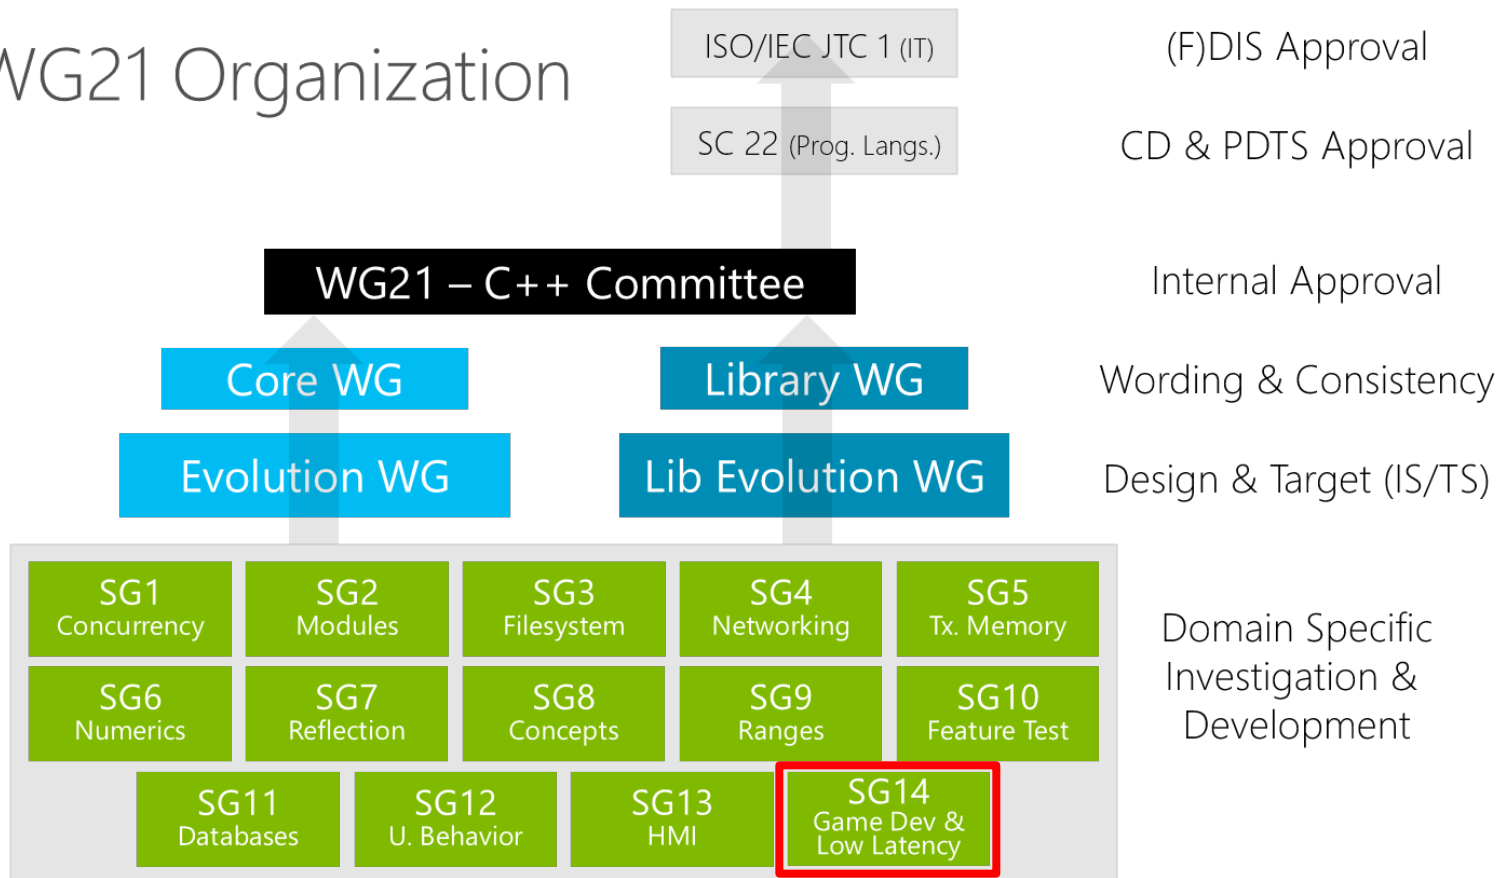 WG21 Organization
ISO/IEC JTC 1 (IT)
(F)DIS Approval
SC 22 (Prog. Langs.)
CD & PDTS Approval
WG21 – C++ Committee
Internal Approval
Core WG
Library WG
Wording & Consistency
Evolution WG
Lib Evolution WG
Design & Target (IS/TS)
SG1
Concurrency
SG2
Modules
SG3
Filesystem
SG4
Networking
SG5
Tx. Memory
Domain Specific
Investigation &
Development
SG6
Numerics
SG7
Reflection
SG8
Concepts
SG9
Ranges
SG10
Feature Test
SG11
Databases
SG12
U. Behavior
SG13
HMI
SG14
Game Dev &
Low Latency